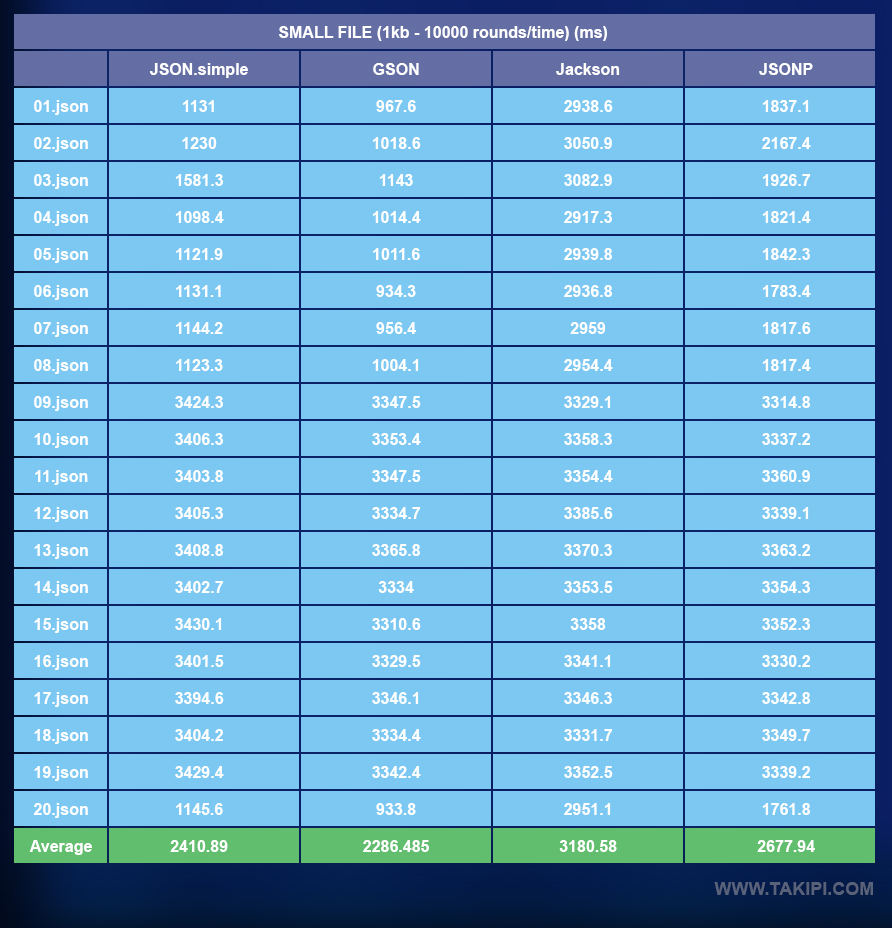 SMALL FILE (1kb - 10000 rounds/time) (ms)
JSON.simple GSON Jackson JSONP
01.json 1131 967.6 2938.6 1837.1
02.json 1230 1018.6 3050.9 2167.4
03.json 1581.3 1143 3082.9 1926.7
04.json 1098.4 1014.4 2917.3 1821.4
05.json 1121.9 1011.6 2939.8 1842.3
06.json 1131.1 934.3 2936.8 1783.4
07.json 1144.2 956.4 2959 1817.6
08.json 1123.3 1004.1 2954.4 1817.4
09.json 3424.3 3347.5 3329.1 3314.8
10.json 3406.3 3353.4 3358.3 3337.2
11.json 3403.8 3347.5 3354.4 3360.9
12.json 3405.3 3334.7 3385.6 3339.1
13.json 3408.8 3365.8 3370.3 3363.2
14.json 3402.7 3334 3353.5 3354.3
15.json 3430.1 3310.6 3358 3352.3
16.json 3401.5 3329.5 3341.1 3330.2
17.json 3394.6 3346.1 3346.3 3342.8
18.json 3404.2 3334.4 3331.7 3349.7
19.json 3429.4 3342.4 3352.5 3339.2
20.json 1145.6 933.8 2951.1 1761.8
Average 2410.89 2286.485 3180.58 2677.94
WWW.TAKIPI.COM